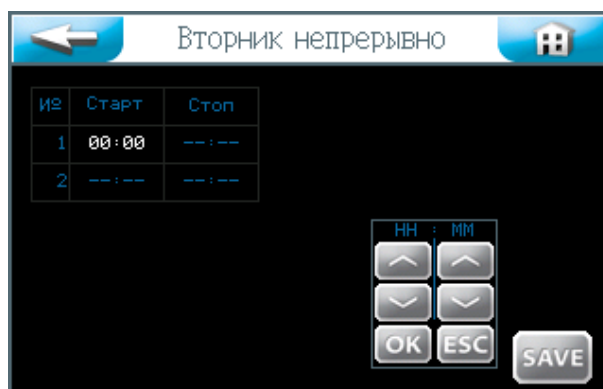 Вторник непрерывно
№ Старт Стоп
1 00:00 --:--
2 --:-- --:--
HH : MM
OK ESC
SAVE